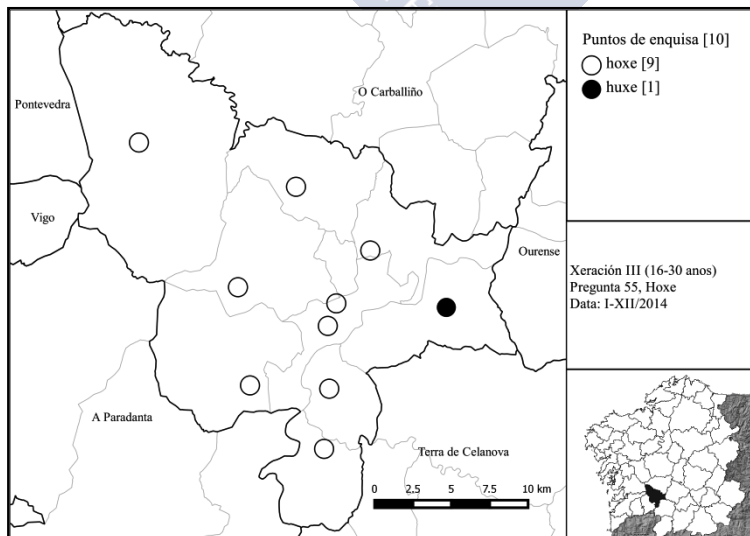 Puntos de enquisa [10]
hoxe [9]
huxe [1]
O Carballiño
Pontevedra
Vigo
Ourense
Xeración III (16-30 anos)
Pregunta 55, Hoxe
Data: I-XII/2014
A Paradanta
Terra de Celanova
0 2,5 5 7,5 10 km